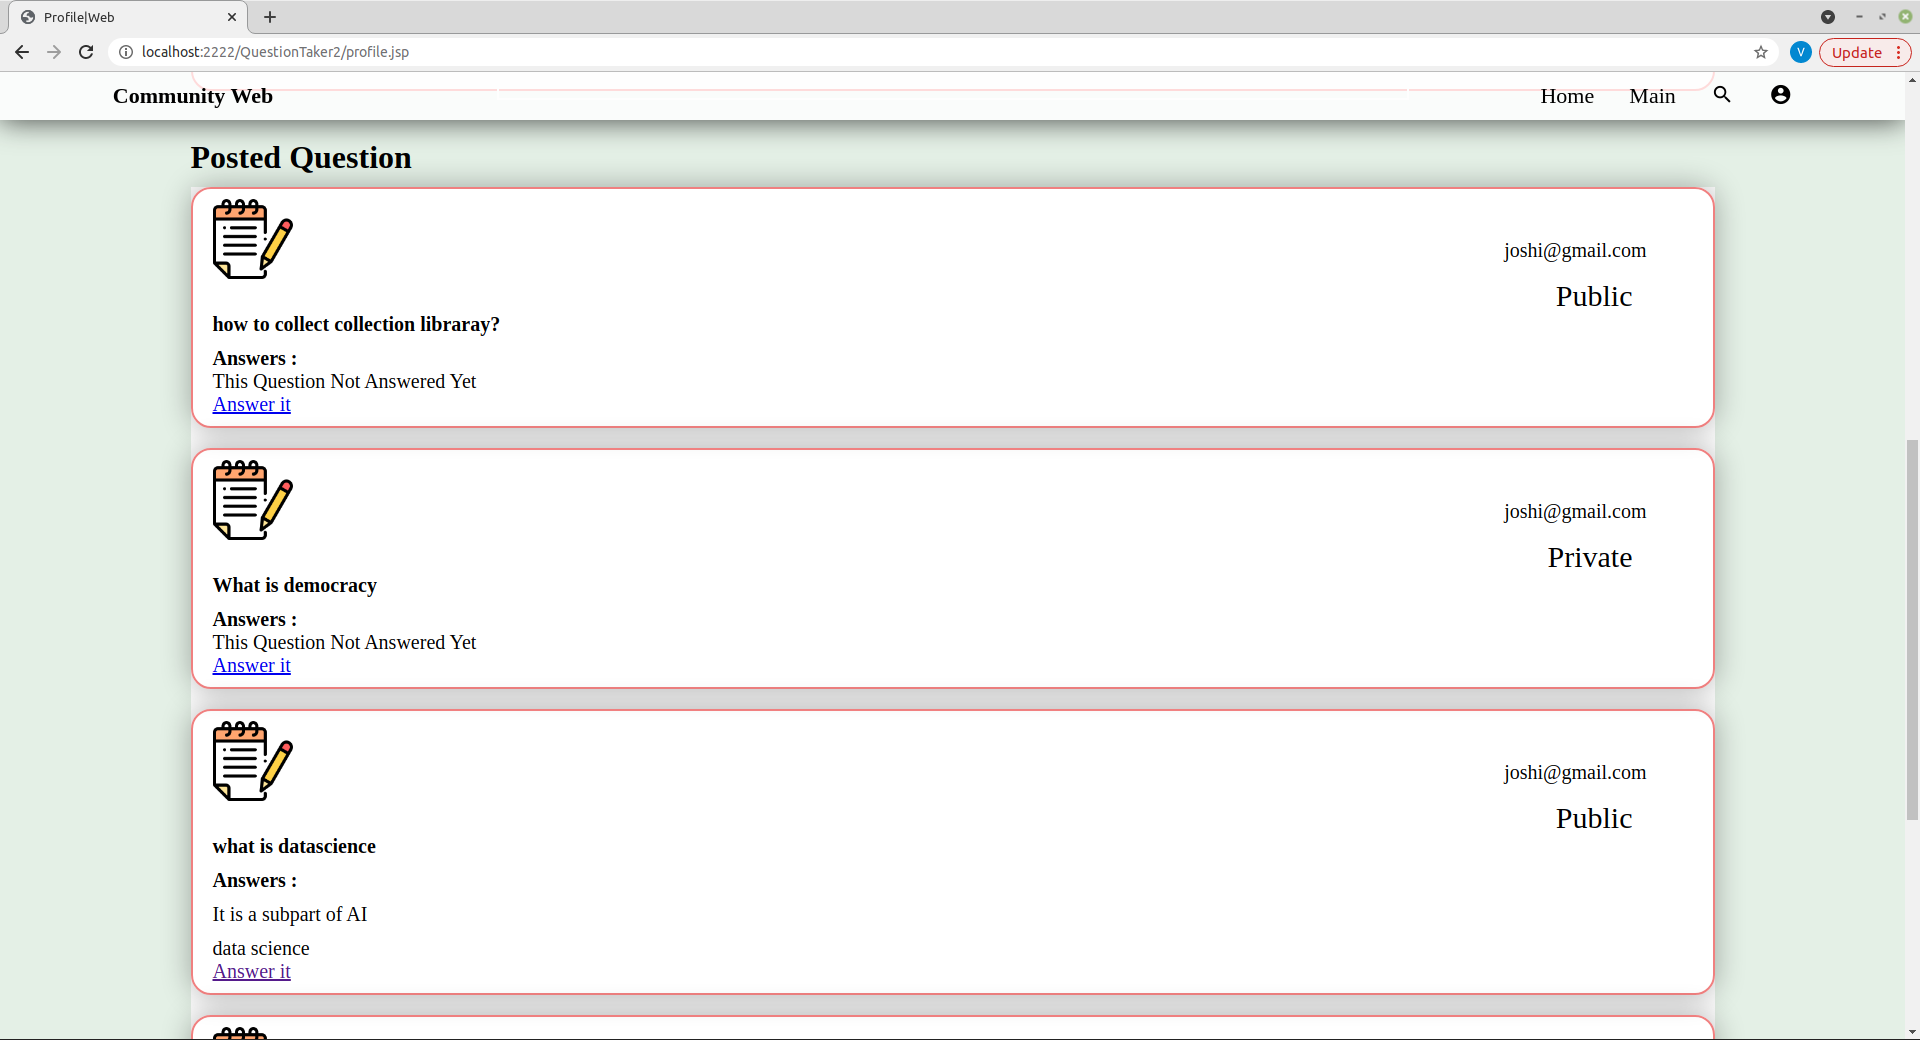 Profile|Web
localhost:2222/QuestionTaker2/profile.jsp
V
Update
Community Web
Home
Main
Posted Question
joshi@gmail.com
Public
how to collect collection libraray?
Answers :
This Question Not Answered Yet
Answer it
joshi@gmail.com
Private
What is democracy
Answers :
This Question Not Answered Yet
Answer it
joshi@gmail.com
Public
what is datascience
Answers :
It is a subpart of AI
data science
Answer it